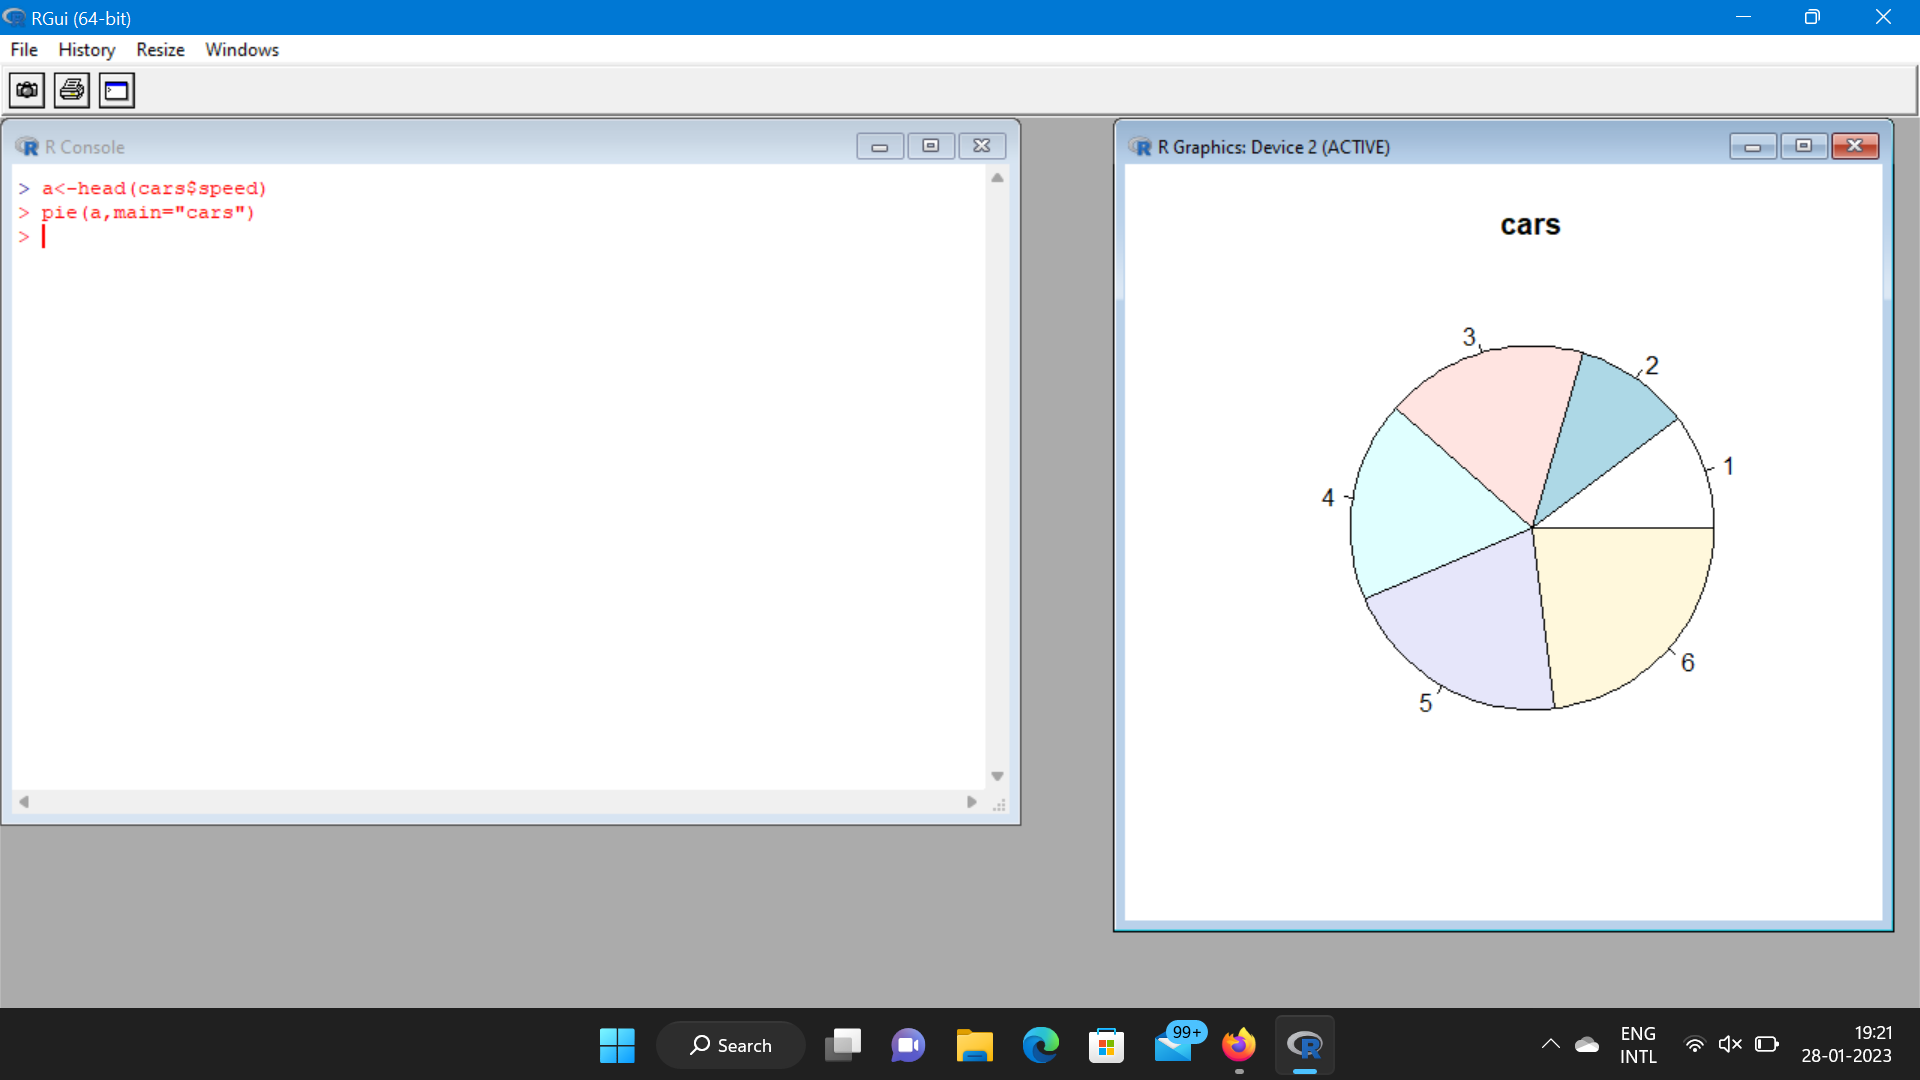 RGui (64-bit)
File History Resize Windows
R Console
> a<-head(cars$speed)
> pie(a,main="cars")
>
R Graphics: Device 2 (ACTIVE)
cars
3
2
1
4
6
5
Search
99+
ENG
INTL
19:21
28-01-2023